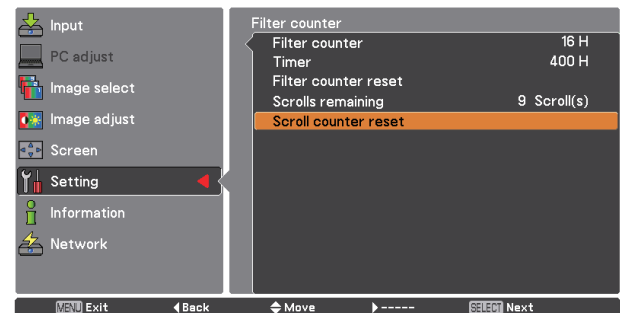 Input
PC adjust
Image select
Image adjust
Screen
Setting
Information
Network
Filter counter
Filter counter 16 H
Timer 400 H
Filter counter reset
Scrolls remaining 9 Scroll(s)
Scroll counter reset
MENU Exit Back Move ----- SELECT Next